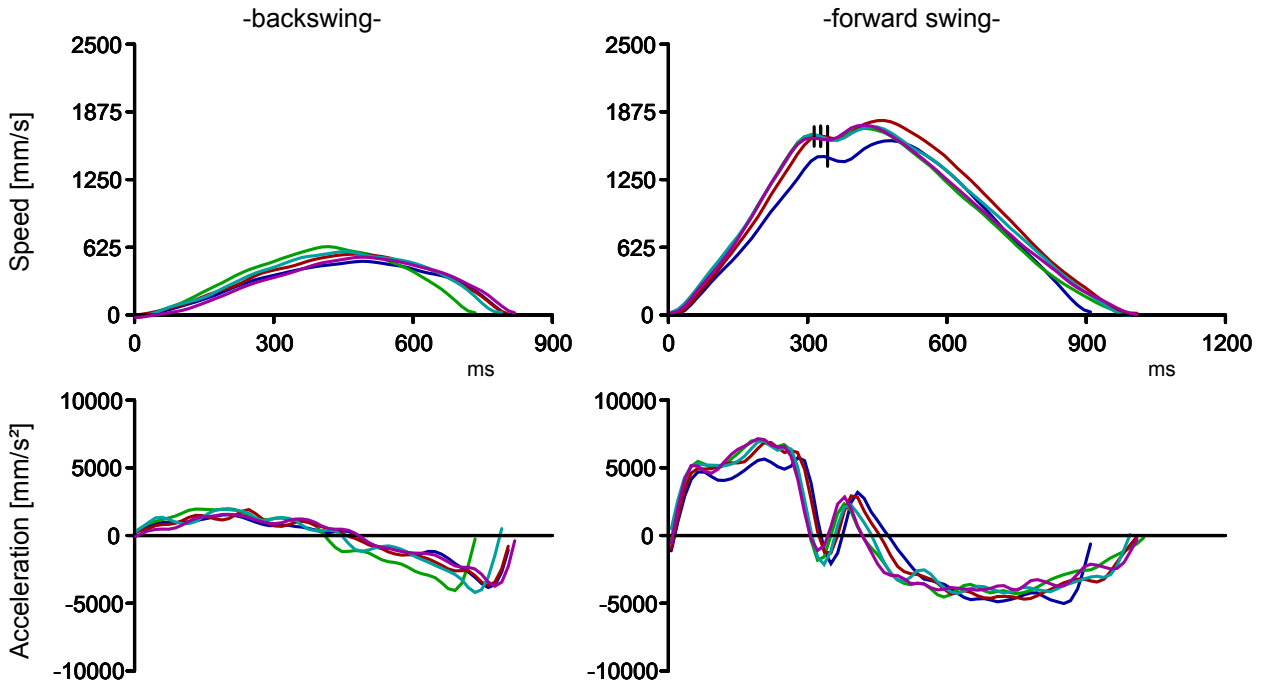 -backswing-
-forward swing-
Speed [mm/s]
2500
1875
1250
625
0
0 300 600 900
ms
2500
1875
1250
625
0
0 300 600 900 1200
ms
Acceleration [mm/s²]
10000
5000
0
-5000
-10000
10000
5000
0
-5000
-10000